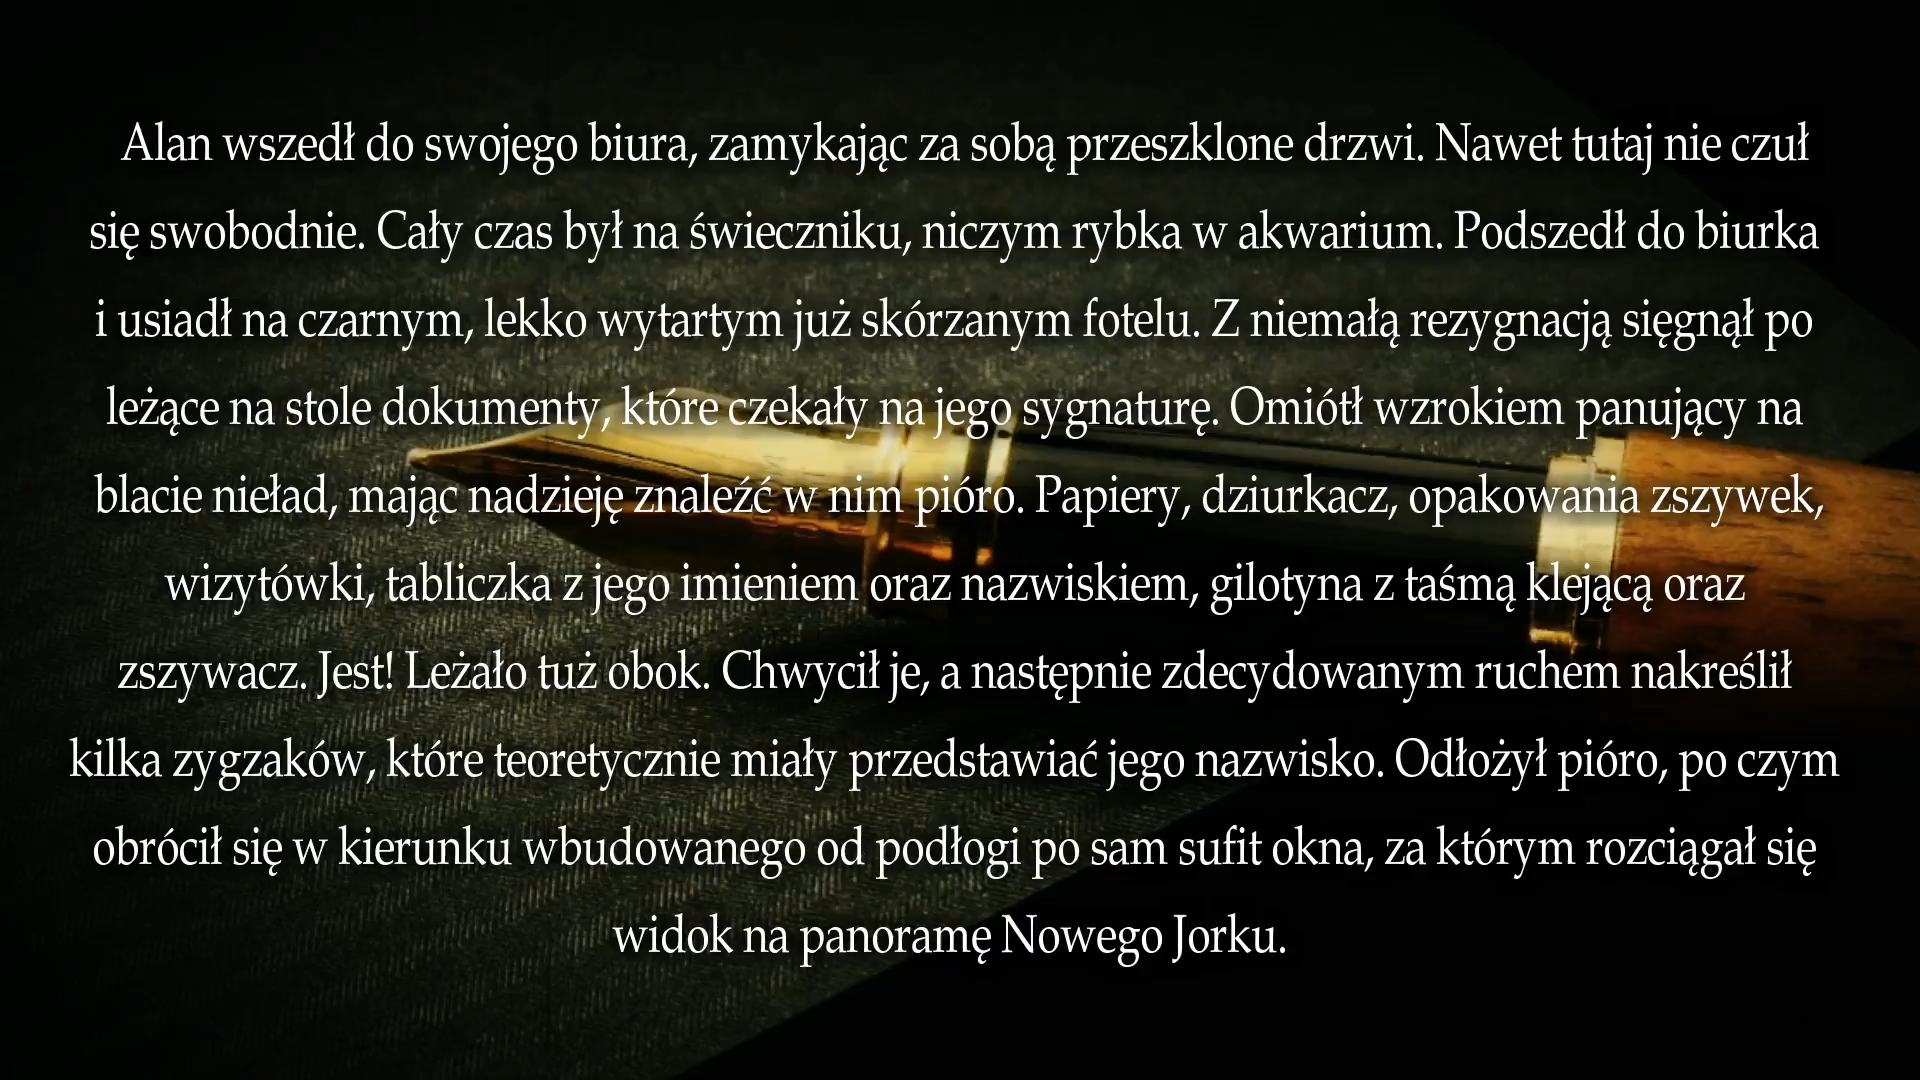 Alan wszedł do swojego biura, zamykając za sobą przeszklone drzwi. Nawet tutaj nie czuł
się swobodnie. Cały czas był na świeczniku, niczym rybka w akwarium. Podszedł do biurka
i usiadł na czarnym, lekko wytartym już skórzanym fotelu. Z niemałą rezygnacją sięgnął po
leżące na stole dokumenty, które czekały na jego sygnaturę. Omiótł wzrokiem panujący na
blacie nieład, mając nadzieję znaleźć w nim pióro. Papiery, dziurkacz, opakowania zszywek,
wizytówki, tabliczka z jego imieniem oraz nazwiskiem, gilotyna z taśmą klejącą oraz
zszywacz. Jest! Leżało tuż obok. Chwycił je, a następnie zdecydowanym ruchem nakreślił
kilka zygzaków, które teoretycznie miały przedstawiać jego nazwisko. Odłożył pióro, po czym
obrócił się w kierunku wbudowanego od podłogi po sam sufit okna, za którym rozciągał się
widok na panoramę Nowego Jorku.